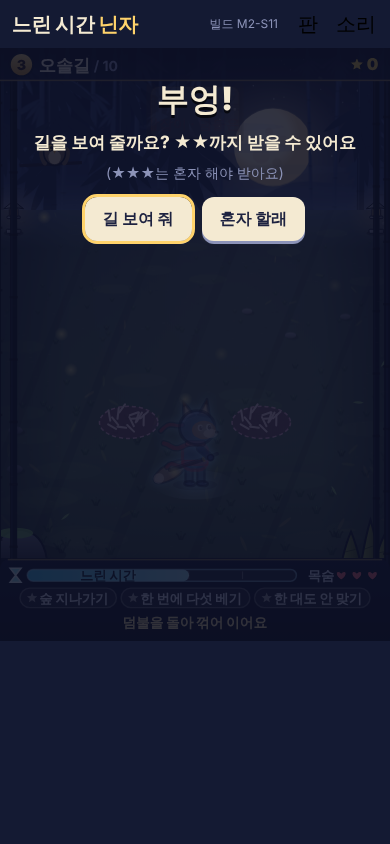 느린 시간 닌자 빌드 M2-S11 판 소리
3 오솔길 / 10 ★ 0
부엉!
길을 보여 줄까요? ★★까지 받을 수 있어요
(★★★는 혼자 해야 받아요)
길 보여 줘 혼자 할래
느린 시간 목숨 ♥ ♥ ♥
★숲 지나가기 ★한 번에 다섯 베기 ★한 대도 안 맞기
덤불을 돌아 꺾어 이어요